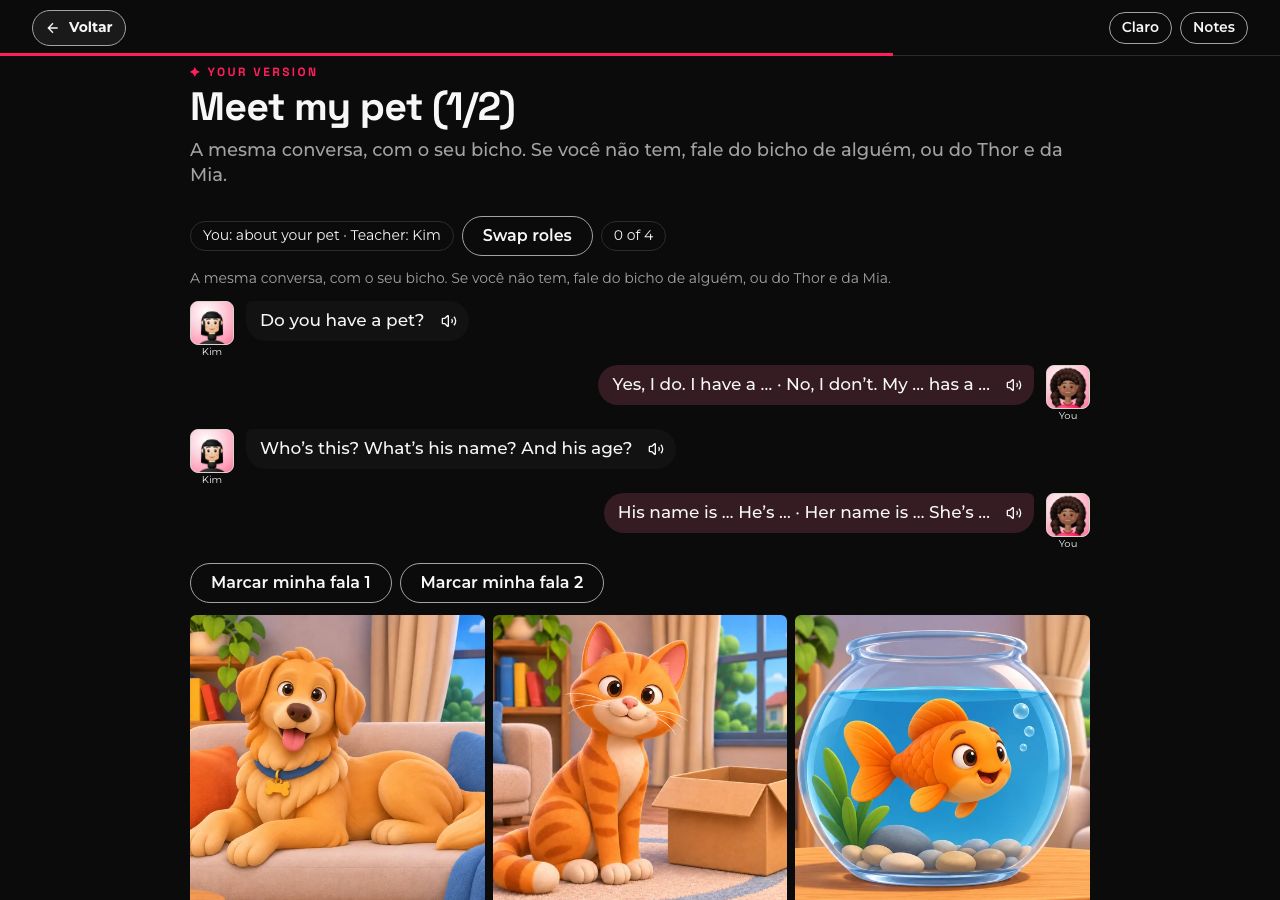 Voltar
Claro
Notes
YOUR VERSION
Meet my pet (1/2)
A mesma conversa, com o seu bicho. Se você não tem, fale do bicho de alguém, ou do Thor e da
Mia.
You: about your pet · Teacher: Kim
Swap roles
0 of 4
A mesma conversa, com o seu bicho. Se você não tem, fale do bicho de alguém, ou do Thor e da Mia.
Do you have a pet?
Kim
Yes, I do. I have a ... · No, I don’t. My ... has a ...
You
Who’s this? What’s his name? And his age?
Kim
His name is ... He’s ... · Her name is ... She’s ...
You
Marcar minha fala 1
Marcar minha fala 2